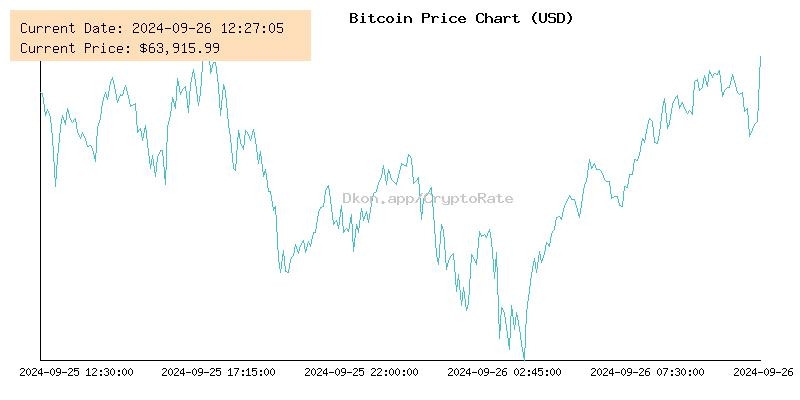 Bitcoin Price Chart (USD)
Current Date: 2024-09-26 12:27:05
Current Price: $63,915.99
Dkon.app/CryptoRate
2024-09-25 12:30:00 2024-09-25 17:15:00 2024-09-25 22:00:00 2024-09-26 02:45:00 2024-09-26 07:30:00 2024-09-26